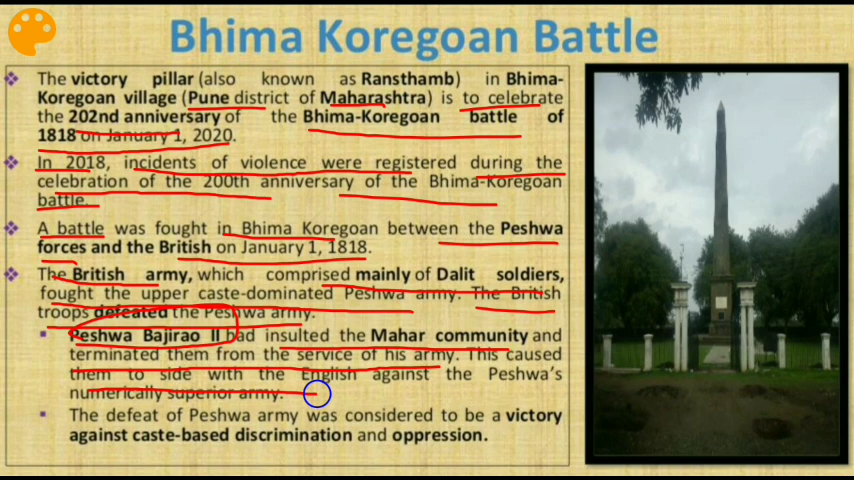 Bhima Koregoan Battle
The victory pillar (also known as Ransthamb) in Bhima-
Koregoan village (Pune district of Maharashtra) is to celebrate
the 202nd anniversary of the Bhima-Koregoan battle of
1818 on January 1, 2020.
In 2018, incidents of violence were registered during the
celebration of the 200th anniversary of the Bhima-Koregoan
battle.
A battle was fought in Bhima Koregoan between the Peshwa
forces and the British on January 1, 1818.
The British army, which comprised mainly of Dalit soldiers,
fought the upper caste-dominated Peshwa army. The British
troops defeated the Peshwa army.
Peshwa Bajirao II had insulted the Mahar community and
terminated them from the service of his army. This caused
them to side with the English against the Peshwa's
numerically superior army.
The defeat of Peshwa army was considered to be a victory
against caste-based discrimination and oppression.